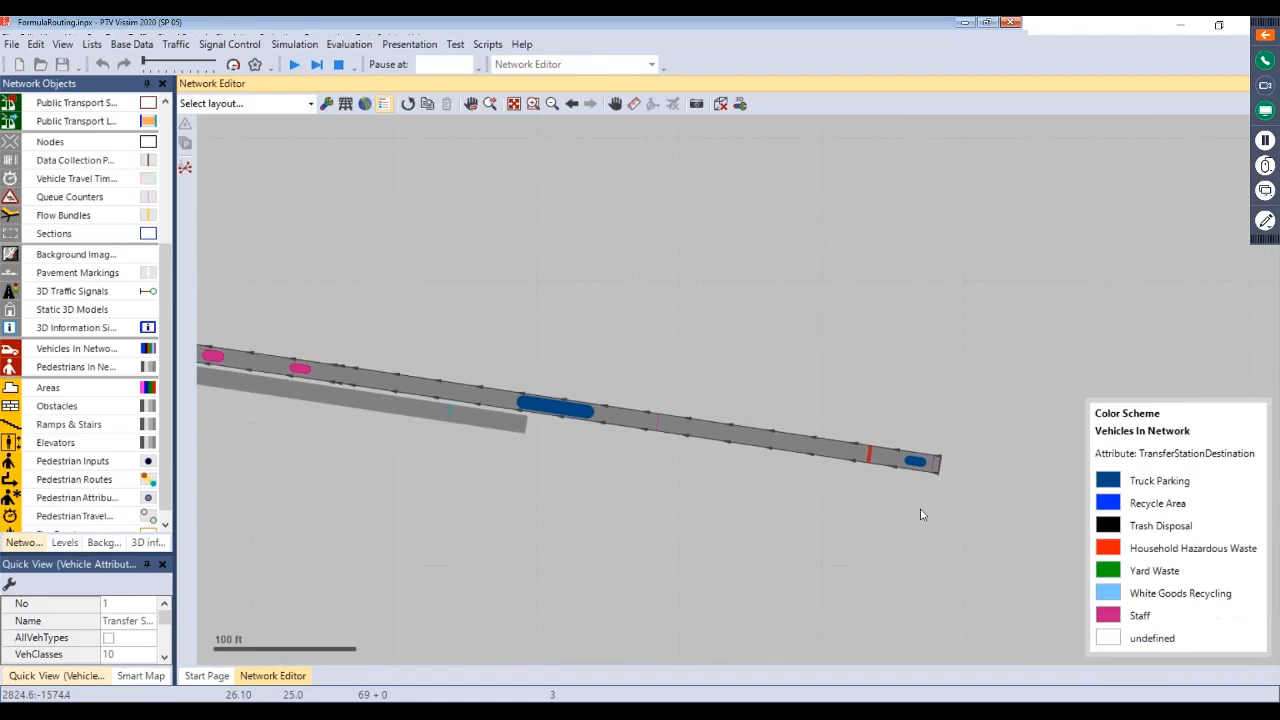 FormulaRouting.inpx - PTV Vissim 2020 (SP 05)
File Edit View Lists Base Data Traffic Signal Control Simulation Evaluation Presentation Test Scripts Help
Pause at: Network Editor
Network Objects
Network Editor
Select layout...
Public Transport S...
Public Transport L...
Nodes
Data Collection P...
Vehicle Travel Tim...
Queue Counters
Flow Bundles
Sections
Background Imag...
Pavement Markings
3D Traffic Signals
Static 3D Models
3D Information Si...
Vehicles In Netwo...
Pedestrians In Ne...
Areas
Obstacles
Ramps & Stairs
Elevators
Pedestrian Inputs
Pedestrian Routes
Pedestrian Attribu...
Pedestrian Travel...
Netwo... Levels Backg... 3D inf...
Quick View (Vehicle Attribut...
No 1
Name Transfer S...
AllVehTypes
VehClasses 10
Quick View (Vehicle... Smart Map
Color Scheme
Vehicles In Network
Attribute: TransferStationDestination
Truck Parking
Recycle Area
Trash Disposal
Household Hazardous Waste
Yard Waste
White Goods Recycling
Staff
undefined
100 ft
Start Page Network Editor
2824.6:-1574.4 26.10 25.0 69 + 0 3